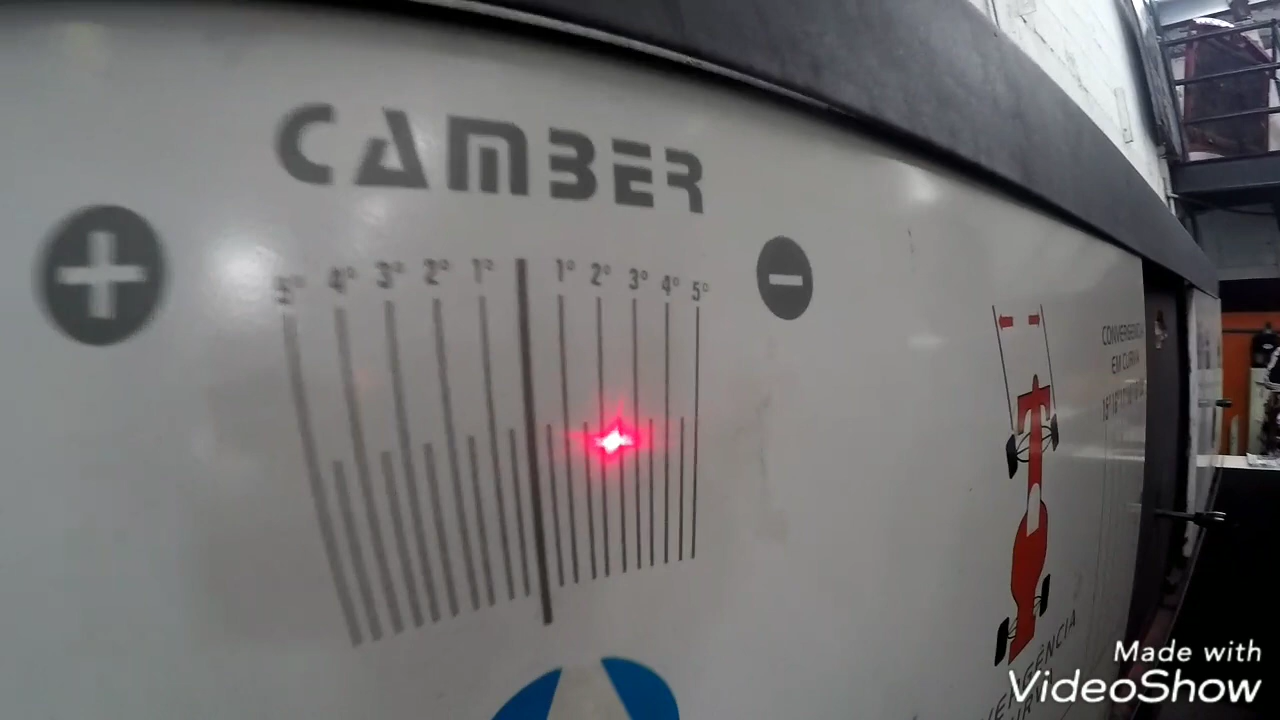 CAMBER
+
5° 4° 3° 2° 1° 1° 2° 3° 4° 5°
-
CONVERGENCIA
EM CURVA
Made with
VideoShow